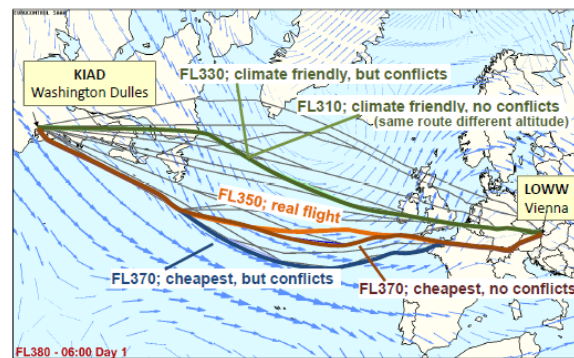 EUROCONTROL SAAM
KIAD
Washington Dulles
FL330; climate friendly, but conflicts
FL310; climate friendly, no conflicts
(same route different altitude)
LOWW
Vienna
FL350; real flight
FL370; cheapest, but conflicts
FL370; cheapest, no conflicts
FL380 - 06:00 Day 1